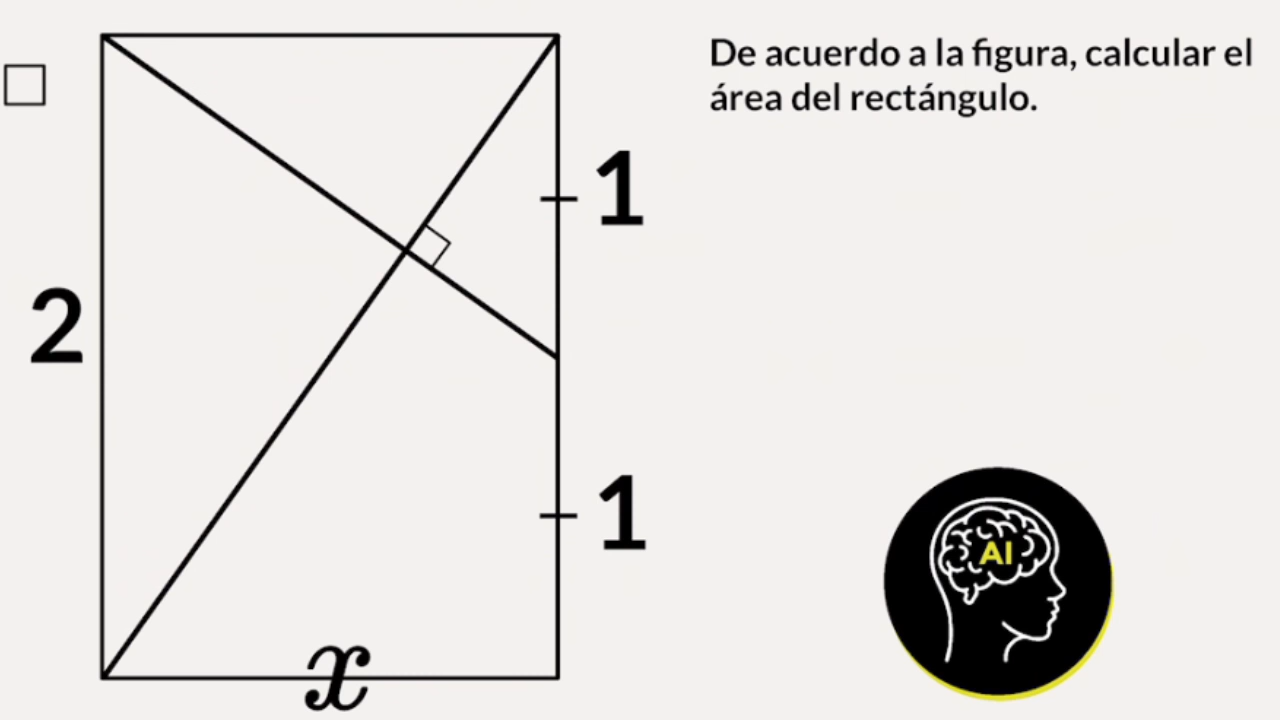 De acuerdo a la figura, calcular el
área del rectángulo.
1
2
1
x
AI